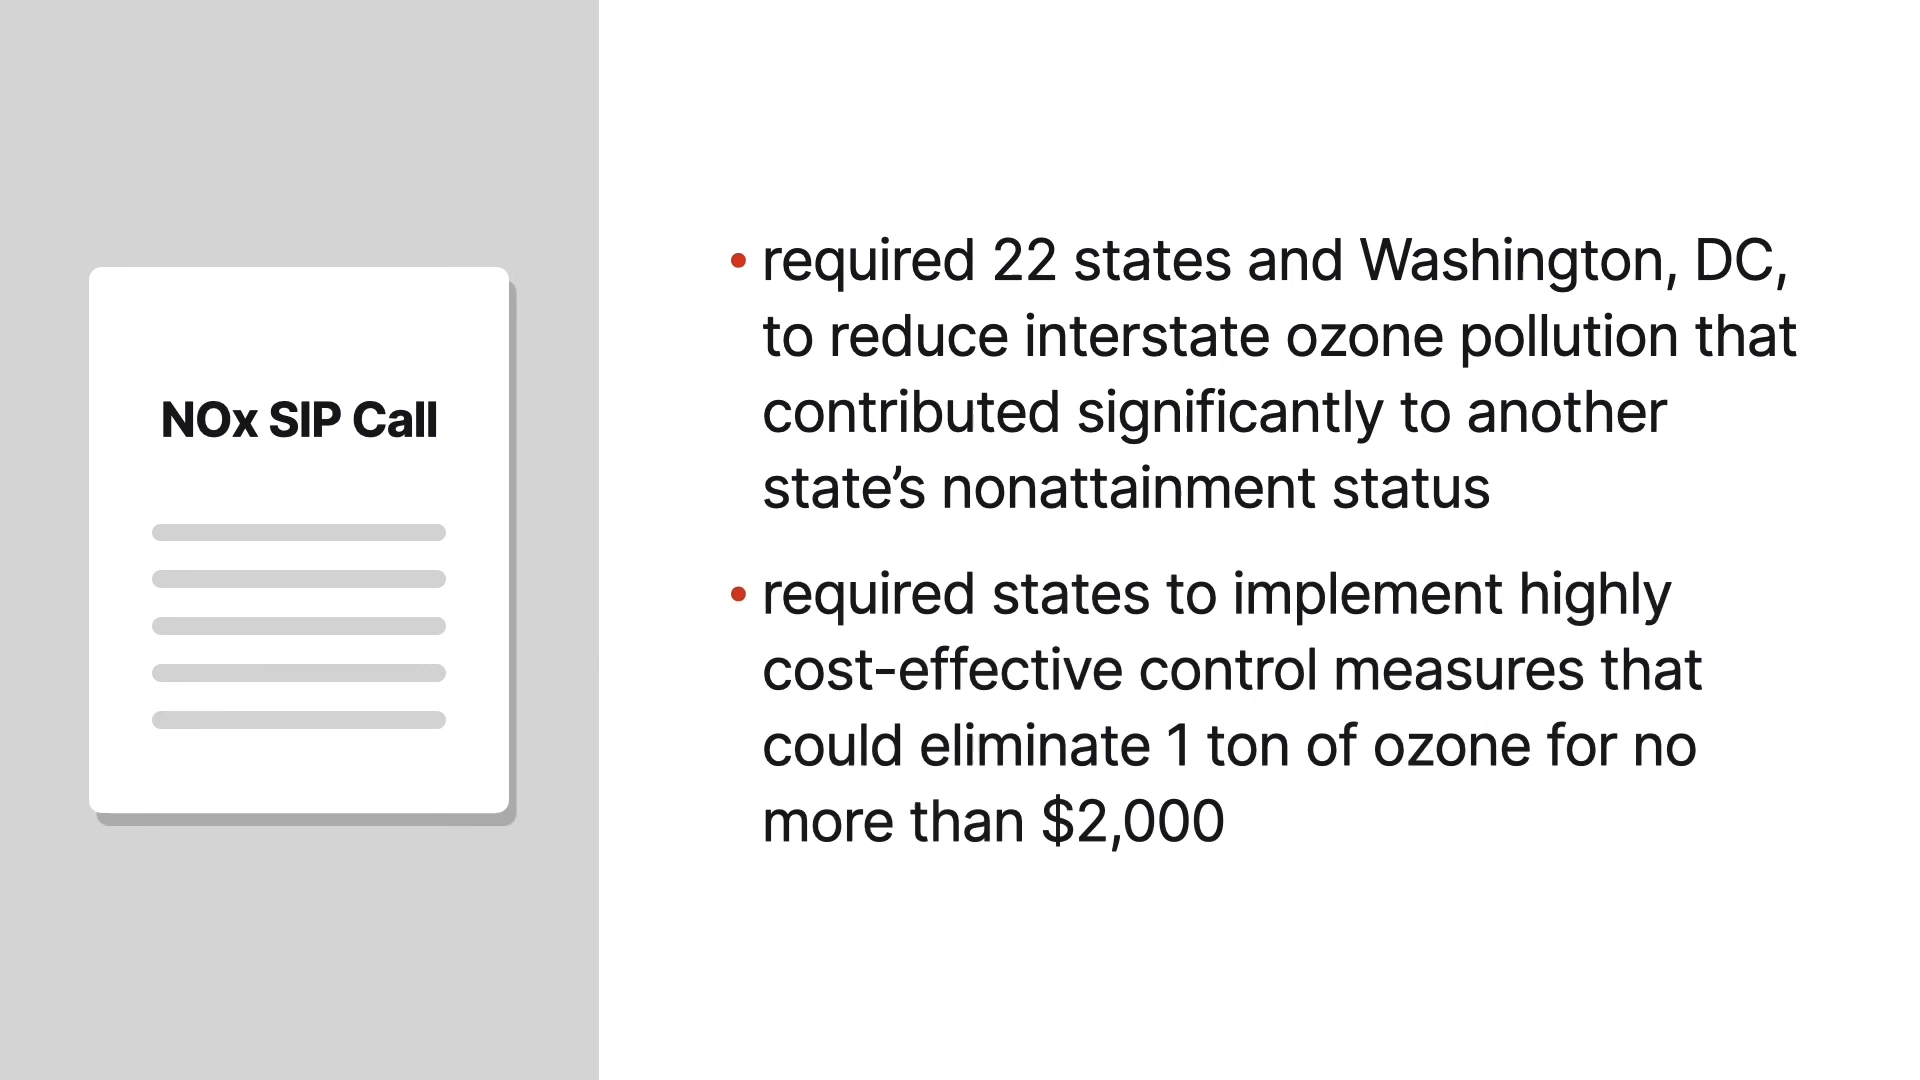 NOx SIP Call
• required 22 states and Washington, DC,
to reduce interstate ozone pollution that
contributed significantly to another
state’s nonattainment status
• required states to implement highly
cost-effective control measures that
could eliminate 1 ton of ozone for no
more than $2,000